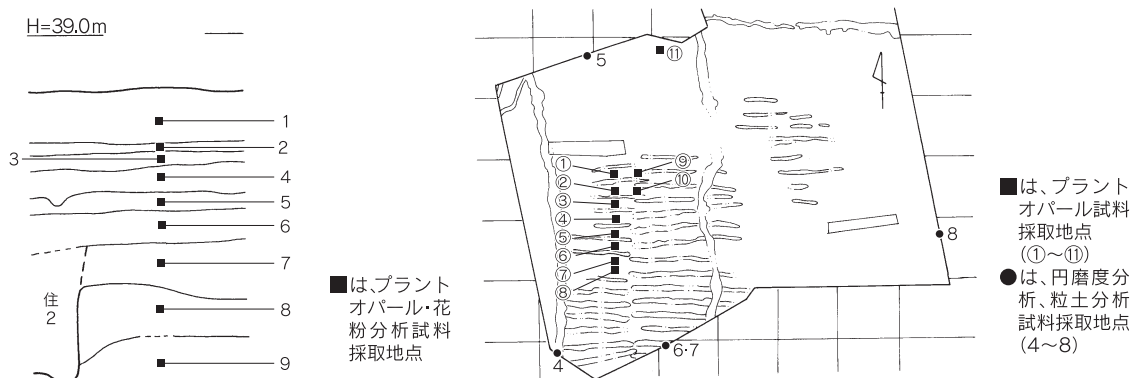 H=39.0m
1
2
3
4
5
6
7
8
9
住
2
■は、プラント
オパール・花
粉分析試料
採取地点
5
⑪
①
②
③
④
⑤
⑥
⑦
⑧
⑨
⑩
8
4
6·7
■は、プラント
オパール試料
採取地点
(①～⑪)
●は、円磨度分
析、粒土分析
試料採取地点
(4～8)